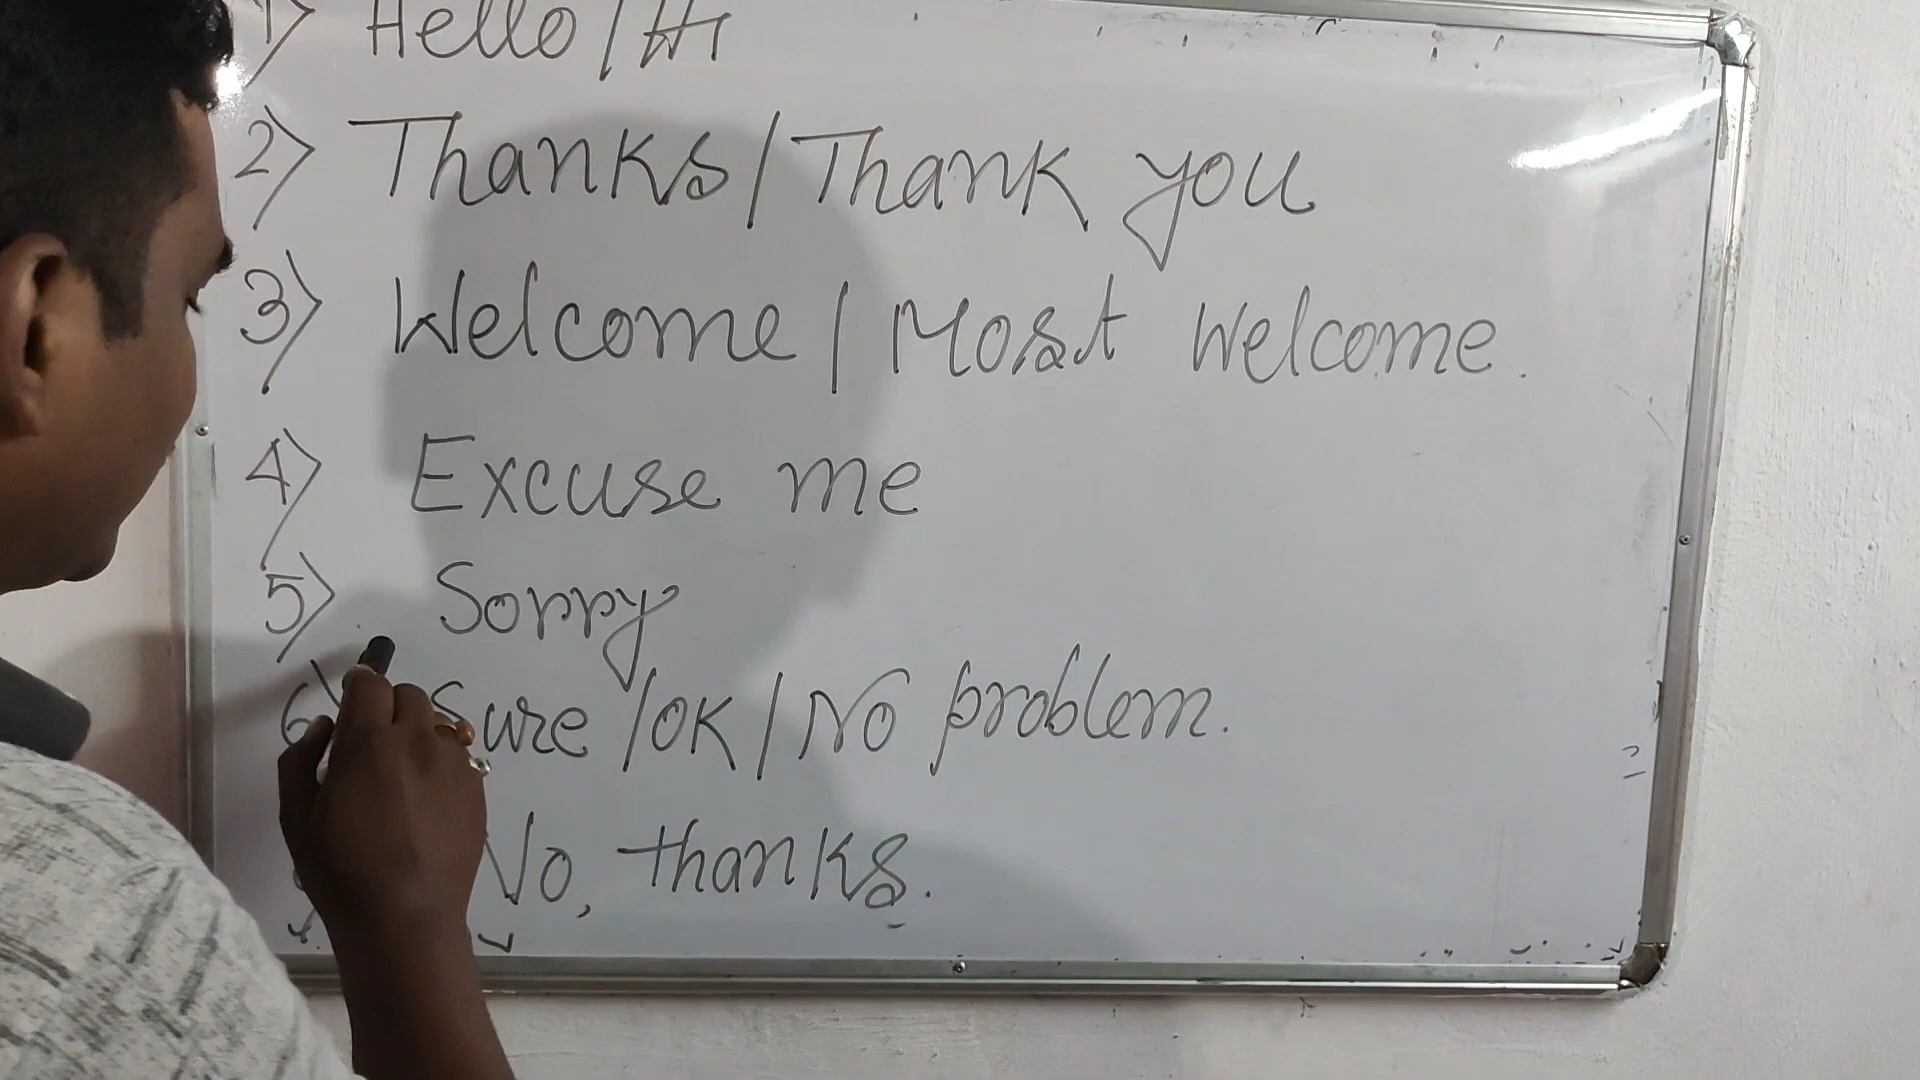 1) Hello / Hi
2) Thanks / Thank you
3) Welcome / Most Welcome.
4) Excuse me
5) Sorry
6) Sure / OK / No problem.
No, thanks.